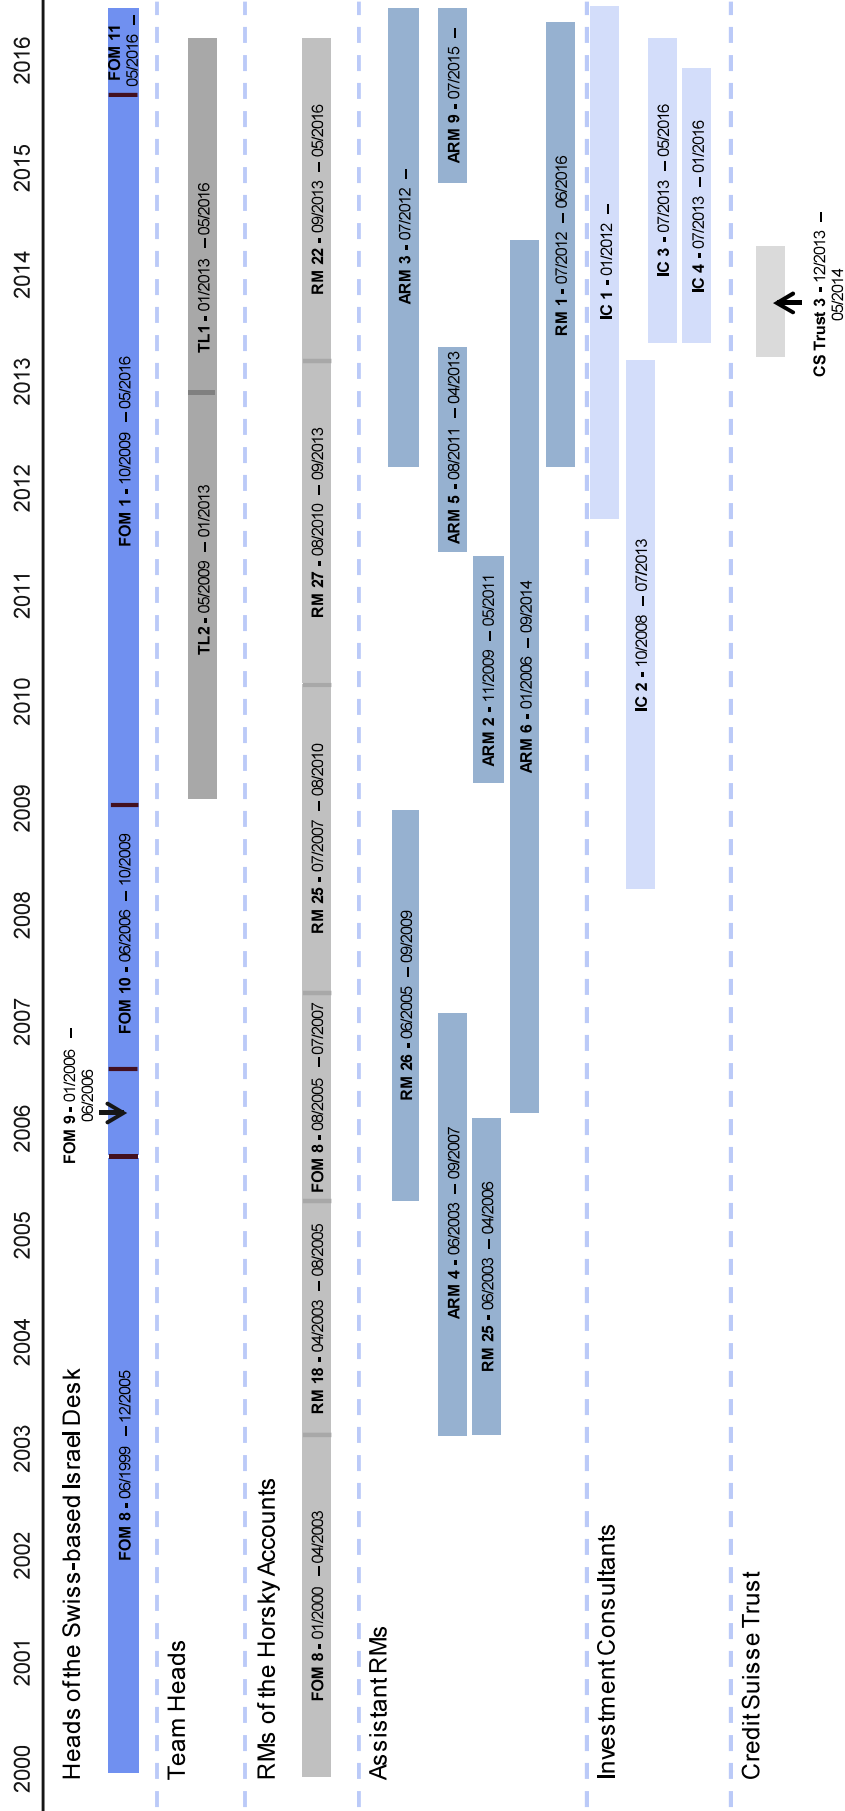 2000 2001 2002 2003 2004 2005 2006 2007 2008 2009 2010 2011 2012 2013 2014 2015 2016
Heads of the Swiss-based Israel Desk
FOM 9 - 01/2006 –
06/2006
FOM 8 - 06/1999 – 12/2005
FOM 10 - 06/2006 – 10/2009
FOM 1 - 10/2009 – 05/2016
FOM 11
05/2016 –
Team Heads
TL2 - 05/2009 – 01/2013
TL1 - 01/2013 – 05/2016
RMs of the Horsky Accounts
FOM 8 - 01/2000 – 04/2003
RM 18 - 04/2003 – 08/2005
FOM 8 - 08/2005 –07/2007
RM 25 - 07/2007 – 08/2010
RM 27 - 08/2010 – 09/2013
RM 22 - 09/2013 – 05/2016
Assistant RMs
RM 26 - 06/2005 – 09/2009
ARM 3 - 07/2012 –
ARM 4 - 06/2003 – 09/2007
ARM 5 - 08/2011 – 04/2013
ARM 9 - 07/2015 –
RM 25 - 06/2003 – 04/2006
ARM 2 - 11/2009 – 05/2011
ARM 6 - 01/2006 – 09/2014
RM 1 - 07/2012 – 06/2016
Investment Consultants
IC 1 - 01/2012 –
IC 2 - 10/2008 – 07/2013
IC 3 - 07/2013 – 05/2016
IC 4 - 07/2013 – 01/2016
Credit Suisse Trust
CS Trust 3 - 12/2013 –
05/2014